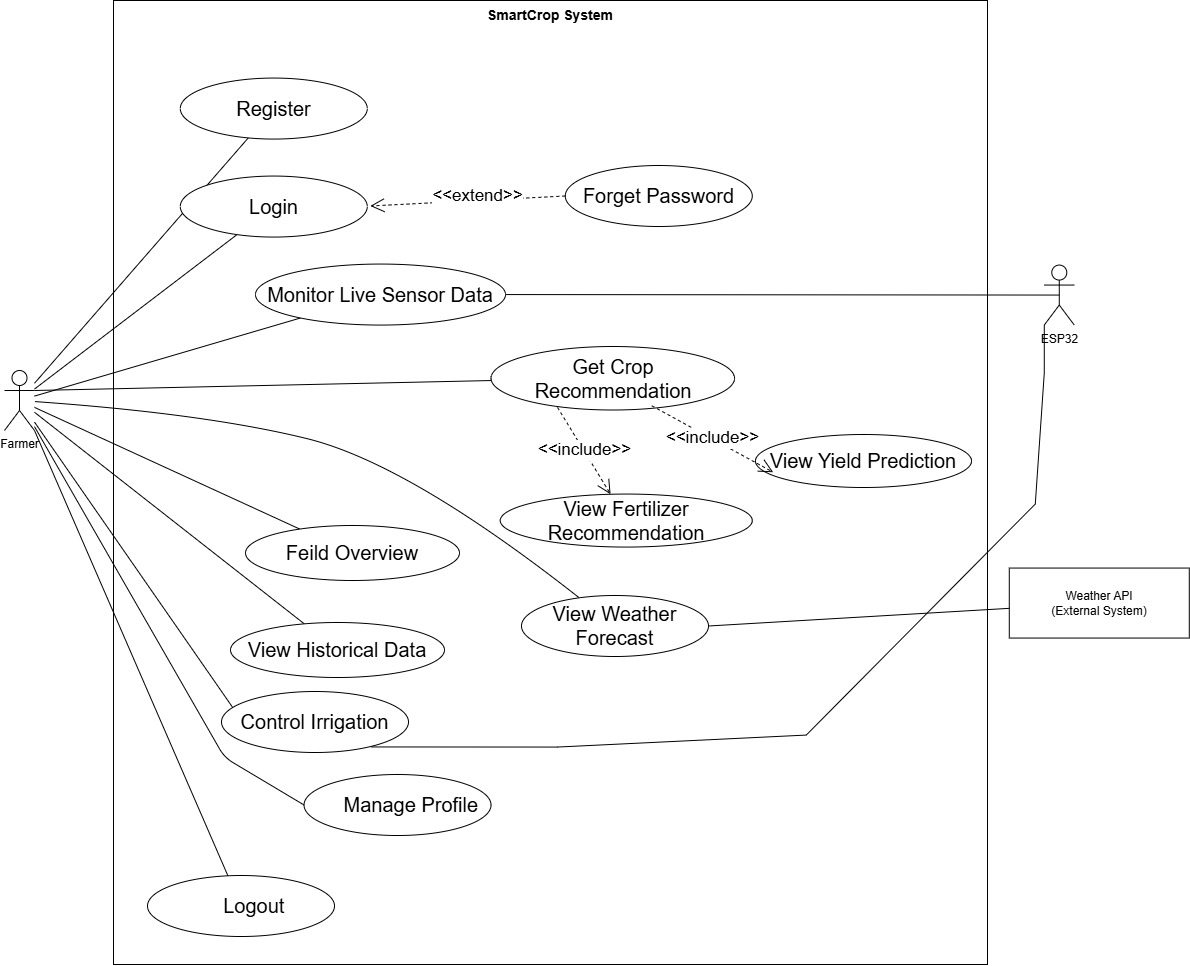 SmartCrop System
Register
Login
<<extend>>
Forget Password
Monitor Live Sensor Data
ESP32
Get Crop
Recommendation
Farmer
<<include>>
<<include>>
View Yield Prediction
View Fertilizer
Recommendation
Feild Overview
Weather API
(External System)
View Weather
Forecast
View Historical Data
Control Irrigation
Manage Profile
Logout